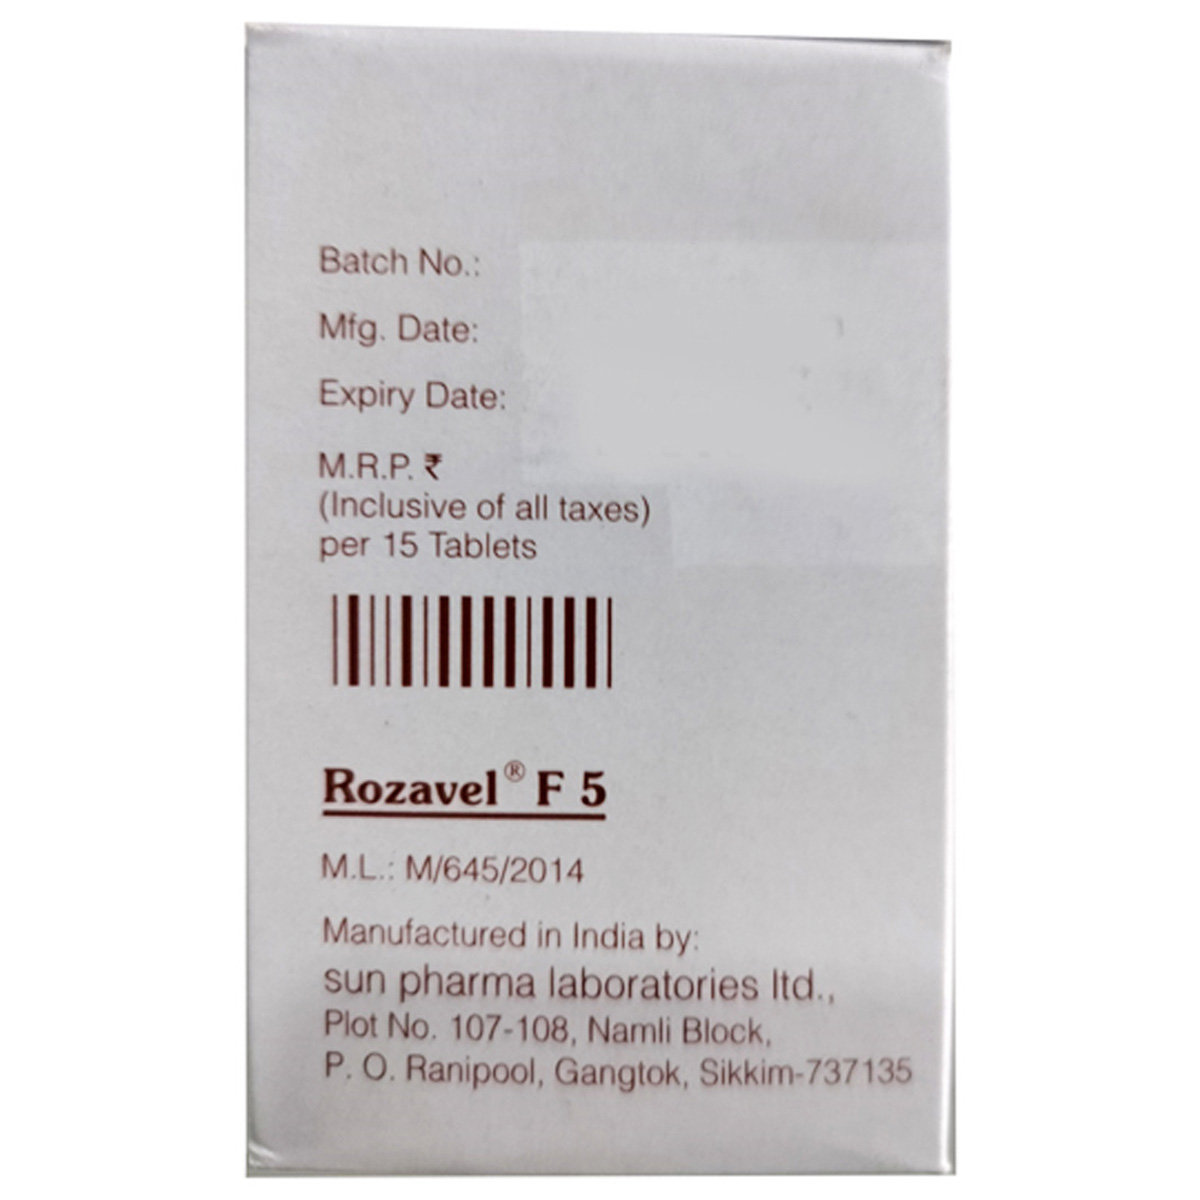 Batch No.:
Mfg. Date:
Expiry Date:
M.R.P. ₹
(Inclusive of all taxes)
per 15 Tablets
Rozavel® F 5
M.L.: M/645/2014
Manufactured in India by:
sun pharma laboratories ltd.,
Plot No. 107-108, Namli Block,
P. O. Ranipool, Gangtok, Sikkim-737135